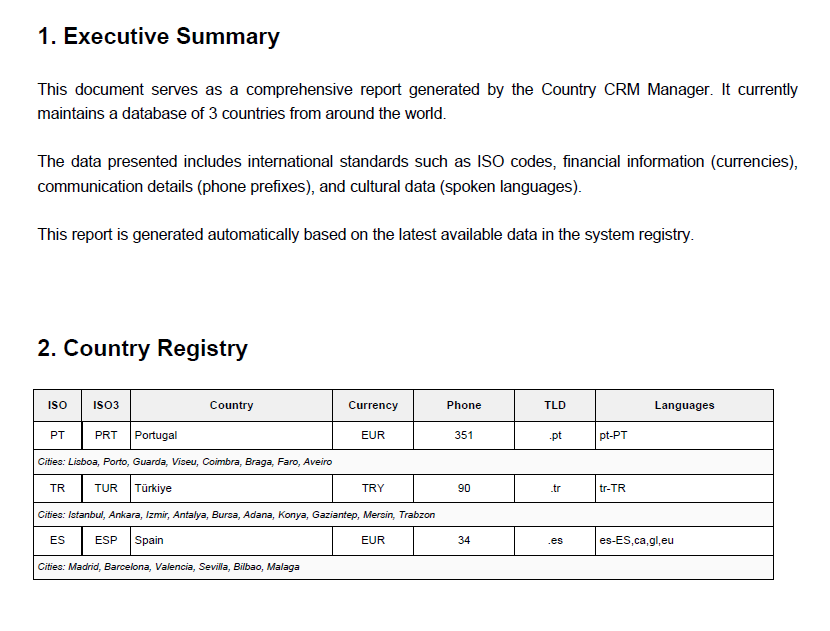 1. Executive Summary
This document serves as a comprehensive report generated by the Country CRM Manager. It currently
maintains a database of 3 countries from around the world.
The data presented includes international standards such as ISO codes, financial information (currencies),
communication details (phone prefixes), and cultural data (spoken languages).
This report is generated automatically based on the latest available data in the system registry.
2. Country Registry
ISO ISO3 Country Currency Phone TLD Languages
PT PRT Portugal EUR 351 .pt pt-PT
Cities: Lisboa, Porto, Guarda, Viseu, Coimbra, Braga, Faro, Aveiro
TR TUR Türkiye TRY 90 .tr tr-TR
Cities: Istanbul, Ankara, Izmir, Antalya, Bursa, Adana, Konya, Gaziantep, Mersin, Trabzon
ES ESP Spain EUR 34 .es es-ES,ca,gl,eu
Cities: Madrid, Barcelona, Valencia, Sevilla, Bilbao, Malaga